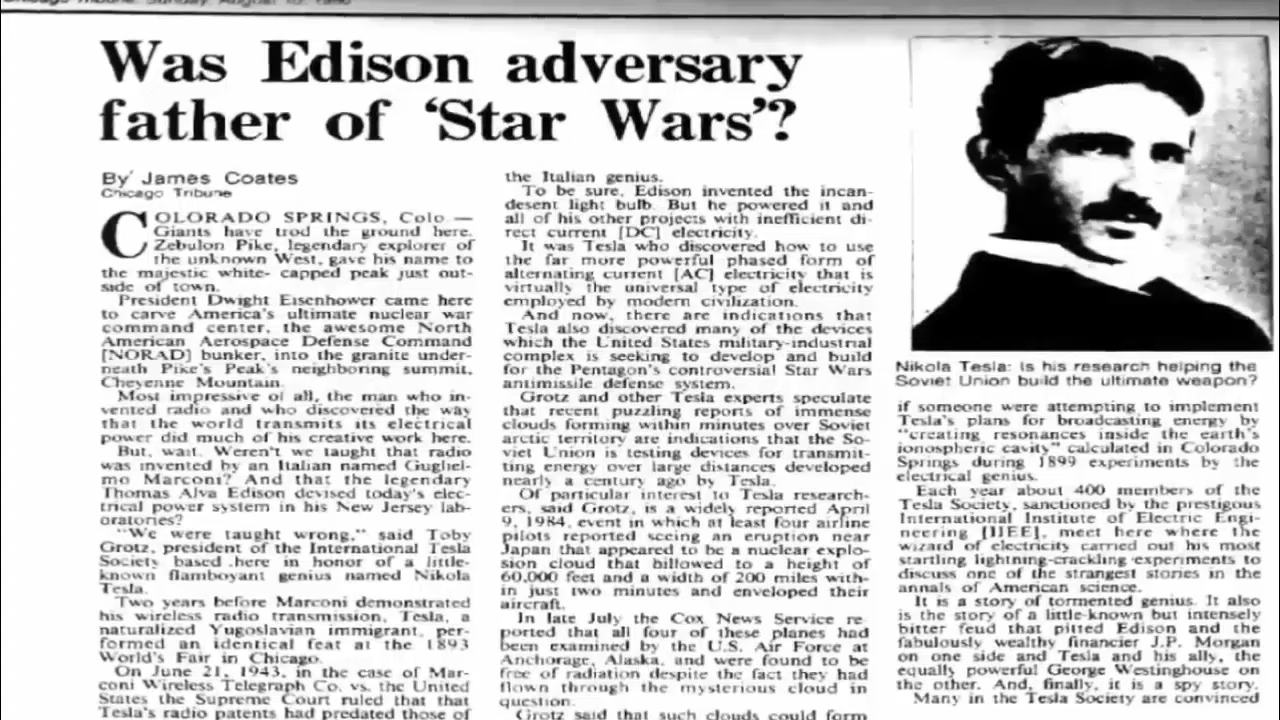 Chicago Tribune, Sunday, August 10, 1986
Was Edison adversary
father of ‘Star Wars’?
By James Coates
Chicago Tribune
COLORADO SPRINGS, Colo.—
Giants have trod the ground here.
Zebulon Pike, legendary explorer of
the unknown West, gave his name to
the majestic white- capped peak just out-
side of town.
President Dwight Eisenhower came here
to carve America's ultimate nuclear war
command center, the awesome North
American Aerospace Defense Command
[NORAD] bunker, into the granite under-
neath Pike's Peak's neighboring summit,
Cheyenne Mountain.
Most impressive of all, the man who in-
vented radio and who discovered the way
that the world transmits its electrical
power did much of his creative work here.
But, wait. Weren't we taught that radio
was invented by an Italian named Gugliel-
mo Marconi? And that the legendary
Thomas Alva Edison devised today's elec-
trical power system in his New Jersey lab-
oratories?
"We were taught wrong," said Toby
Grotz, president of the International Tesla
Society based here in honor of a little-
known flamboyant genius named Nikola
Tesla.
Two years before Marconi demonstrated
his wireless radio transmission, Tesla, a
naturalized Yugoslavian immigrant, per-
formed an identical feat at the 1893
World's Fair in Chicago.
On June 21, 1943, in the case of Mar-
coni Wireless Telegraph Co. vs. the United
States the Supreme Court ruled that
Tesla's radio patents had predated those of
the Italian genius.
To be sure, Edison invented the incan-
desent light bulb. But he powered it and
all of his other projects with inefficient di-
rect current [DC] electricity.
It was Tesla who discovered how to use
the far more powerful phased form of
alternating current [AC] electricity that is
virtually the universal type of electricity
employed by modern civilization.
And now, there are indications that
Tesla also discovered many of the devices
which the United States military-industrial
complex is seeking to develop and build
for the Pentagon's controversial Star Wars
antimissile defense system.
Grotz and other Tesla experts speculate
that recent puzzling reports of immense
clouds forming within minutes over Soviet
arctic territory are indications that the So-
viet Union is testing devices for transmit-
ting energy over large distances developed
nearly a century ago by Tesla.
Of particular interest to Tesla research-
ers, said Grotz, is a widely reported April
9, 1984, event in which at least four airline
pilots reported seeing an eruption near
Japan that appeared to be a nuclear explo-
sion cloud that billowed to a height of
60,000 feet and a width of 200 miles with-
in just two minutes and enveloped their
aircraft.
In late July the Cox News Service re-
ported that all four of these planes had
been examined by the U.S. Air Force at
Anchorage, Alaska, and were found to be
free of radiation despite the fact they had
flown through the mysterious cloud in
question.
Grotz said that such clouds could form
Nikola Tesla: Is his research helping the
Soviet Union build the ultimate weapon?
if someone were attempting to implement
Tesla's plans for broadcasting energy by
"creating resonances inside the earth's
ionospheric cavity" calculated in Colorado
Springs during 1899 experiments by the
electrical genius.
Each year about 400 members of the
Tesla Society, sanctioned by the prestigious
International Institute of Electric Engi-
neering [IIEE], meet here where the
wizard of electricity carried out his most
startling lightning-crackling experiments to
discuss one of the strangest stories in the
annals of American science.
It is a story of tormented genius. It also
is the story of a little-known but intensely
bitter feud that pitted Edison and the
fabulously wealthy financier J.P. Morgan
on one side and Tesla and his ally, the
equally powerful George Westinghouse on
the other. And, finally, it is a spy story.
Many in the Tesla Society are convinced